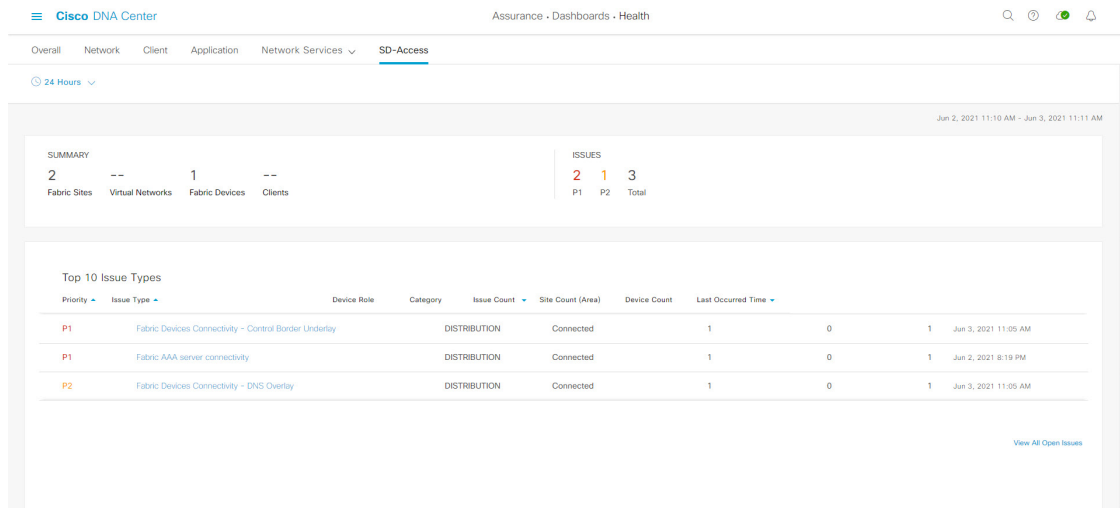 Cisco DNA Center
Assurance · Dashboards · Health
Overall Network Client Application Network Services SD-Access
24 Hours
Jun 2, 2021 11:10 AM - Jun 3, 2021 11:11 AM
SUMMARY
2 -- 1 --
Fabric Sites Virtual Networks Fabric Devices Clients
ISSUES
2 1 3
P1 P2 Total
Top 10 Issue Types
Priority Issue Type Device Role Category Issue Count Site Count (Area) Device Count Last Occurred Time
P1 Fabric Devices Connectivity - Control Border Underlay DISTRIBUTION Connected 1 0 1 Jun 3, 2021 11:05 AM
P1 Fabric AAA server connectivity DISTRIBUTION Connected 1 0 1 Jun 2, 2021 8:19 PM
P2 Fabric Devices Connectivity - DNS Overlay DISTRIBUTION Connected 1 0 1 Jun 3, 2021 11:05 AM
View All Open Issues